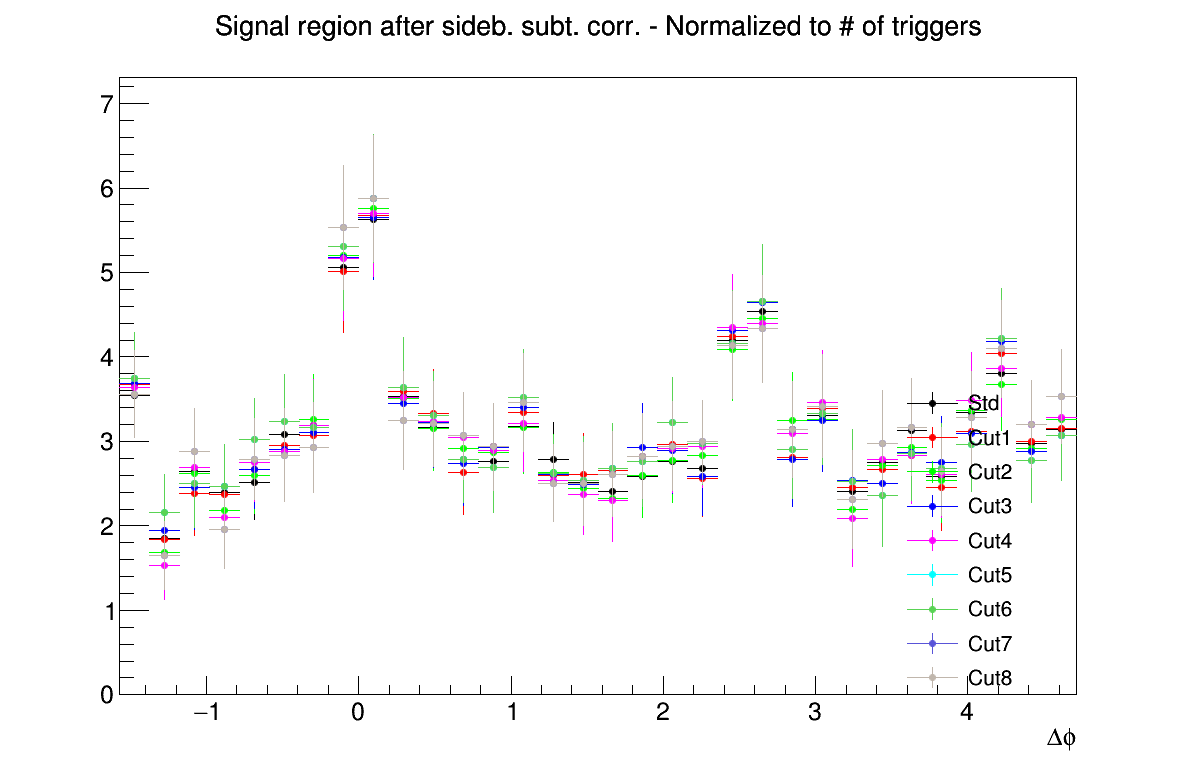 Signal region after sideb. subt. corr. - Normalized to # of triggers
7
6
5
4
3
2
1
0
Std
Cut1
Cut2
Cut3
Cut4
Cut5
Cut6
Cut7
Cut8
−1 0 1 2 3 4
Δϕ